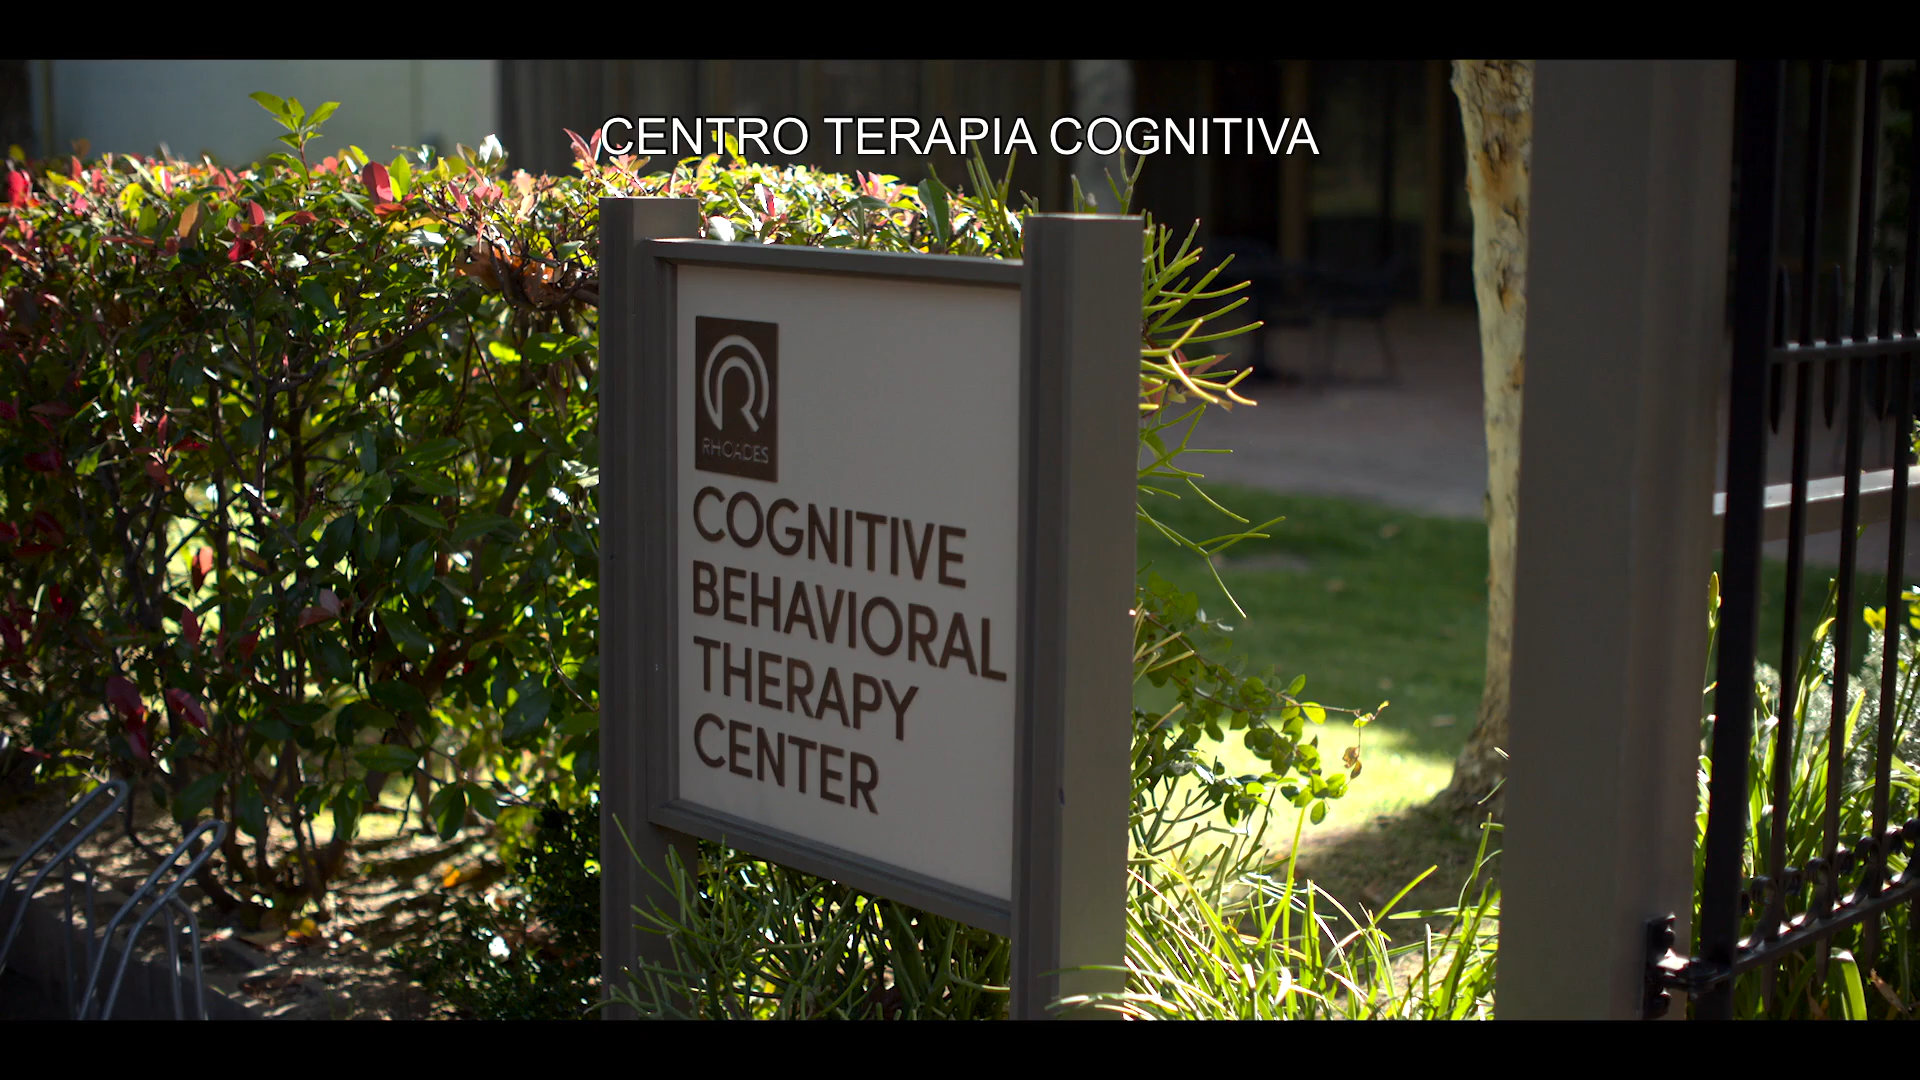 CENTRO TERAPIA COGNITIVA
RHOADES
COGNITIVE
BEHAVIORAL
THERAPY
CENTER